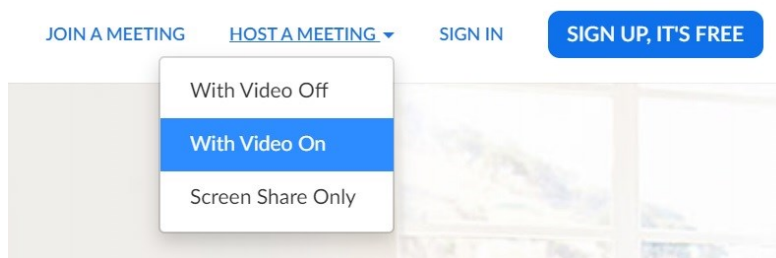 JOIN A MEETING HOST A MEETING SIGN IN SIGN UP, IT'S FREE
With Video Off
With Video On
Screen Share Only